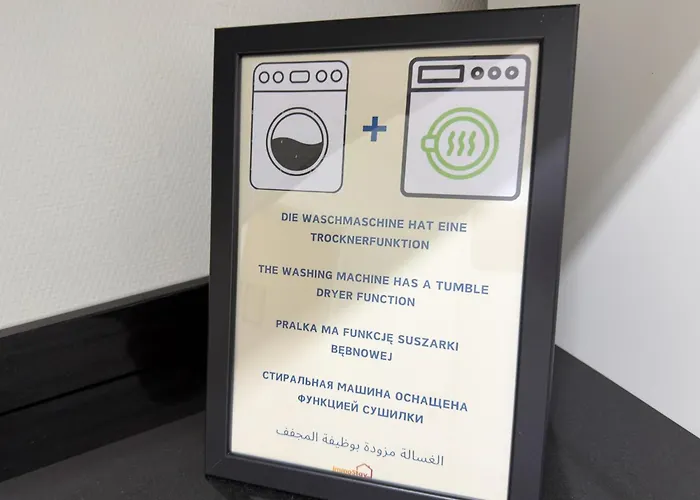 +
DIE WASCHMASCHINE HAT EINE
TROCKNERFUNKTION
THE WASHING MACHINE HAS A TUMBLE
DRYER FUNCTION
PRALKA MA FUNKCJĘ SUSZARKI
BĘBNOWEJ
СТИРАЛЬНАЯ МАШИНА ОСНАЩЕНА
ФУНКЦИЕЙ СУШИЛКИ
الغسالة مزودة بوظيفة المجفف